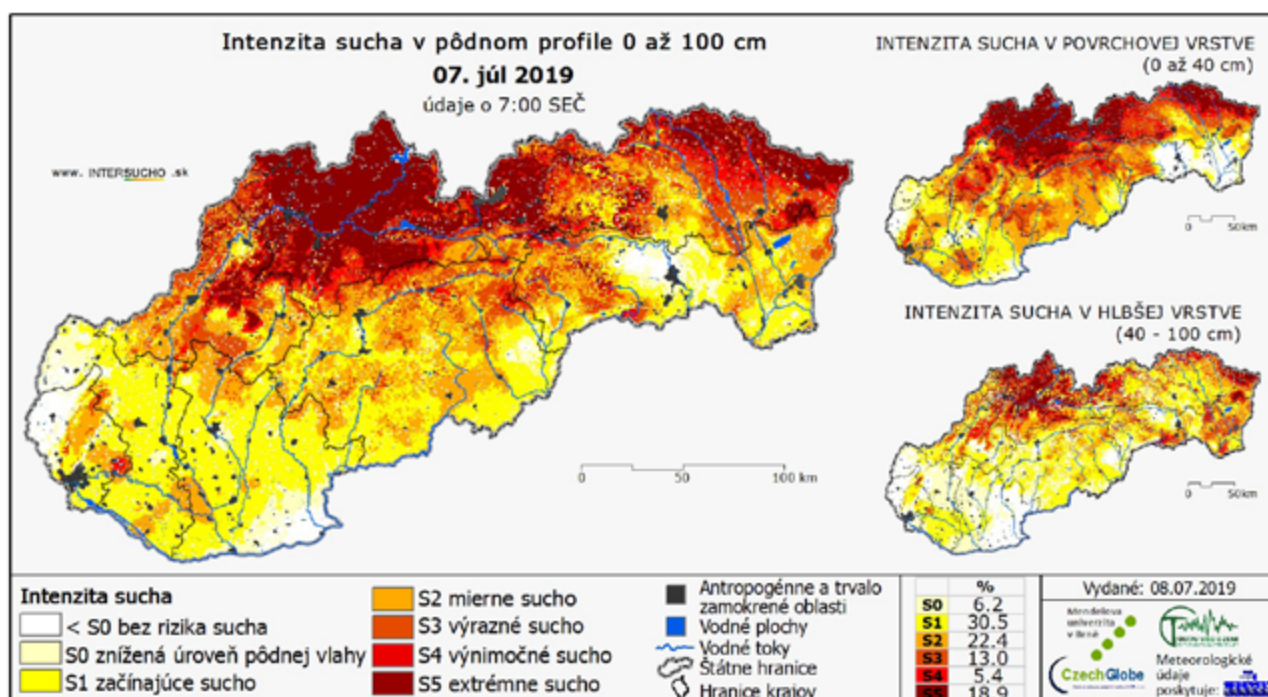 Intenzita sucha v pôdnom profile 0 až 100 cm
07. júl 2019
údaje o 7:00 SEČ
www. INTERSUCHO .sk
0 50 100 km
INTENZITA SUCHA V POVRCHOVEJ VRSTVE
(0 až 40 cm)
0 50km
INTENZITA SUCHA V HLBŠEJ VRSTVE
(40 - 100 cm)
0 50km
Intenzita sucha
< S0 bez rizika sucha
S0 znížená úroveň pôdnej vlahy
S1 začínajúce sucho
S2 mierne sucho
S3 výrazné sucho
S4 výnimočné sucho
S5 extrémne sucho
Antropogénne a trvalo
zamokrené oblasti
Vodné plochy
Vodné toky
Štátne hranice
Hranice krajov
%
S0 6.2
S1 30.5
S2 22.4
S3 13.0
S4 5.4
S5 18.9
Vydané: 08.07.2019
Mendelova
univerzita
v Brně
CzechGlobe
Meteorologické
údaje
poskytuje: